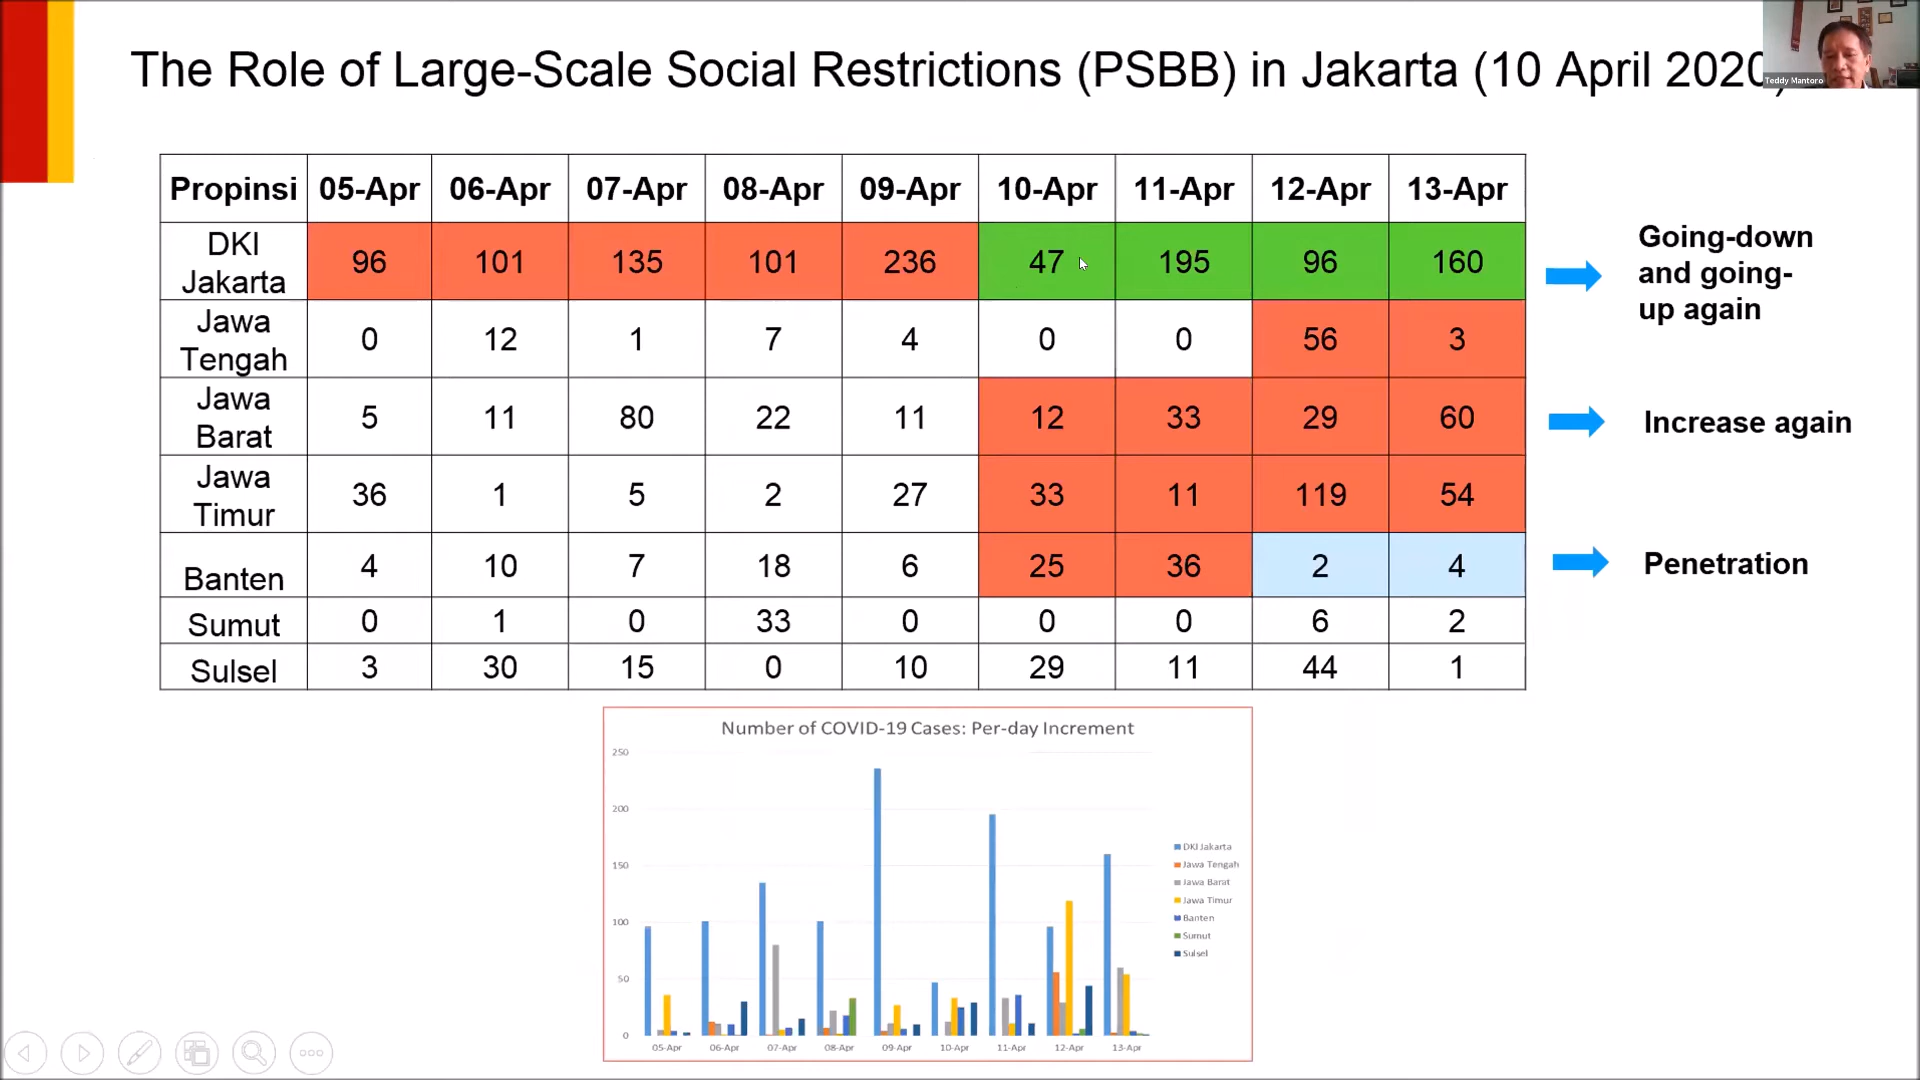 The Role of Large-Scale Social Restrictions (PSBB) in Jakarta (10 April 2020)
Teddy Mantoro
Propinsi 05-Apr 06-Apr 07-Apr 08-Apr 09-Apr 10-Apr 11-Apr 12-Apr 13-Apr
DKI
Jakarta
96 101 135 101 236 47 195 96 160
Jawa
Tengah
0 12 1 7 4 0 0 56 3
Jawa
Barat
5 11 80 22 11 12 33 29 60
Jawa
Timur
36 1 5 2 27 33 11 119 54
Banten 4 10 7 18 6 25 36 2 4
Sumut 0 1 0 33 0 0 0 6 2
Sulsel 3 30 15 0 10 29 11 44 1
Going-down
and going-
up again
Increase again
Penetration
Number of COVID-19 Cases: Per-day Increment
250
200
150
100
50
0
05-Apr 06-Apr 07-Apr 08-Apr 09-Apr 10-Apr 11-Apr 12-Apr 13-Apr
DKI Jakarta
Jawa Tengah
Jawa Barat
Jawa Timur
Banten
Sumut
Sulsel